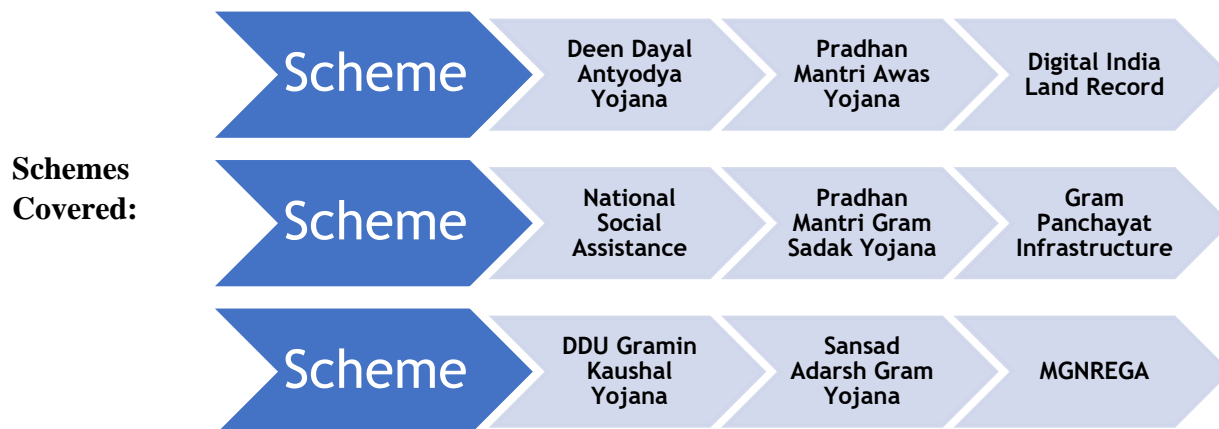 Schemes
Covered:
Scheme
Deen Dayal
Antyodya
Yojana
Pradhan
Mantri Awas
Yojana
Digital India
Land Record
Scheme
National
Social
Assistance
Pradhan
Mantri Gram
Sadak Yojana
Gram
Panchayat
Infrastructure
Scheme
DDU Gramin
Kaushal
Yojana
Sansad
Adarsh Gram
Yojana
MGNREGA